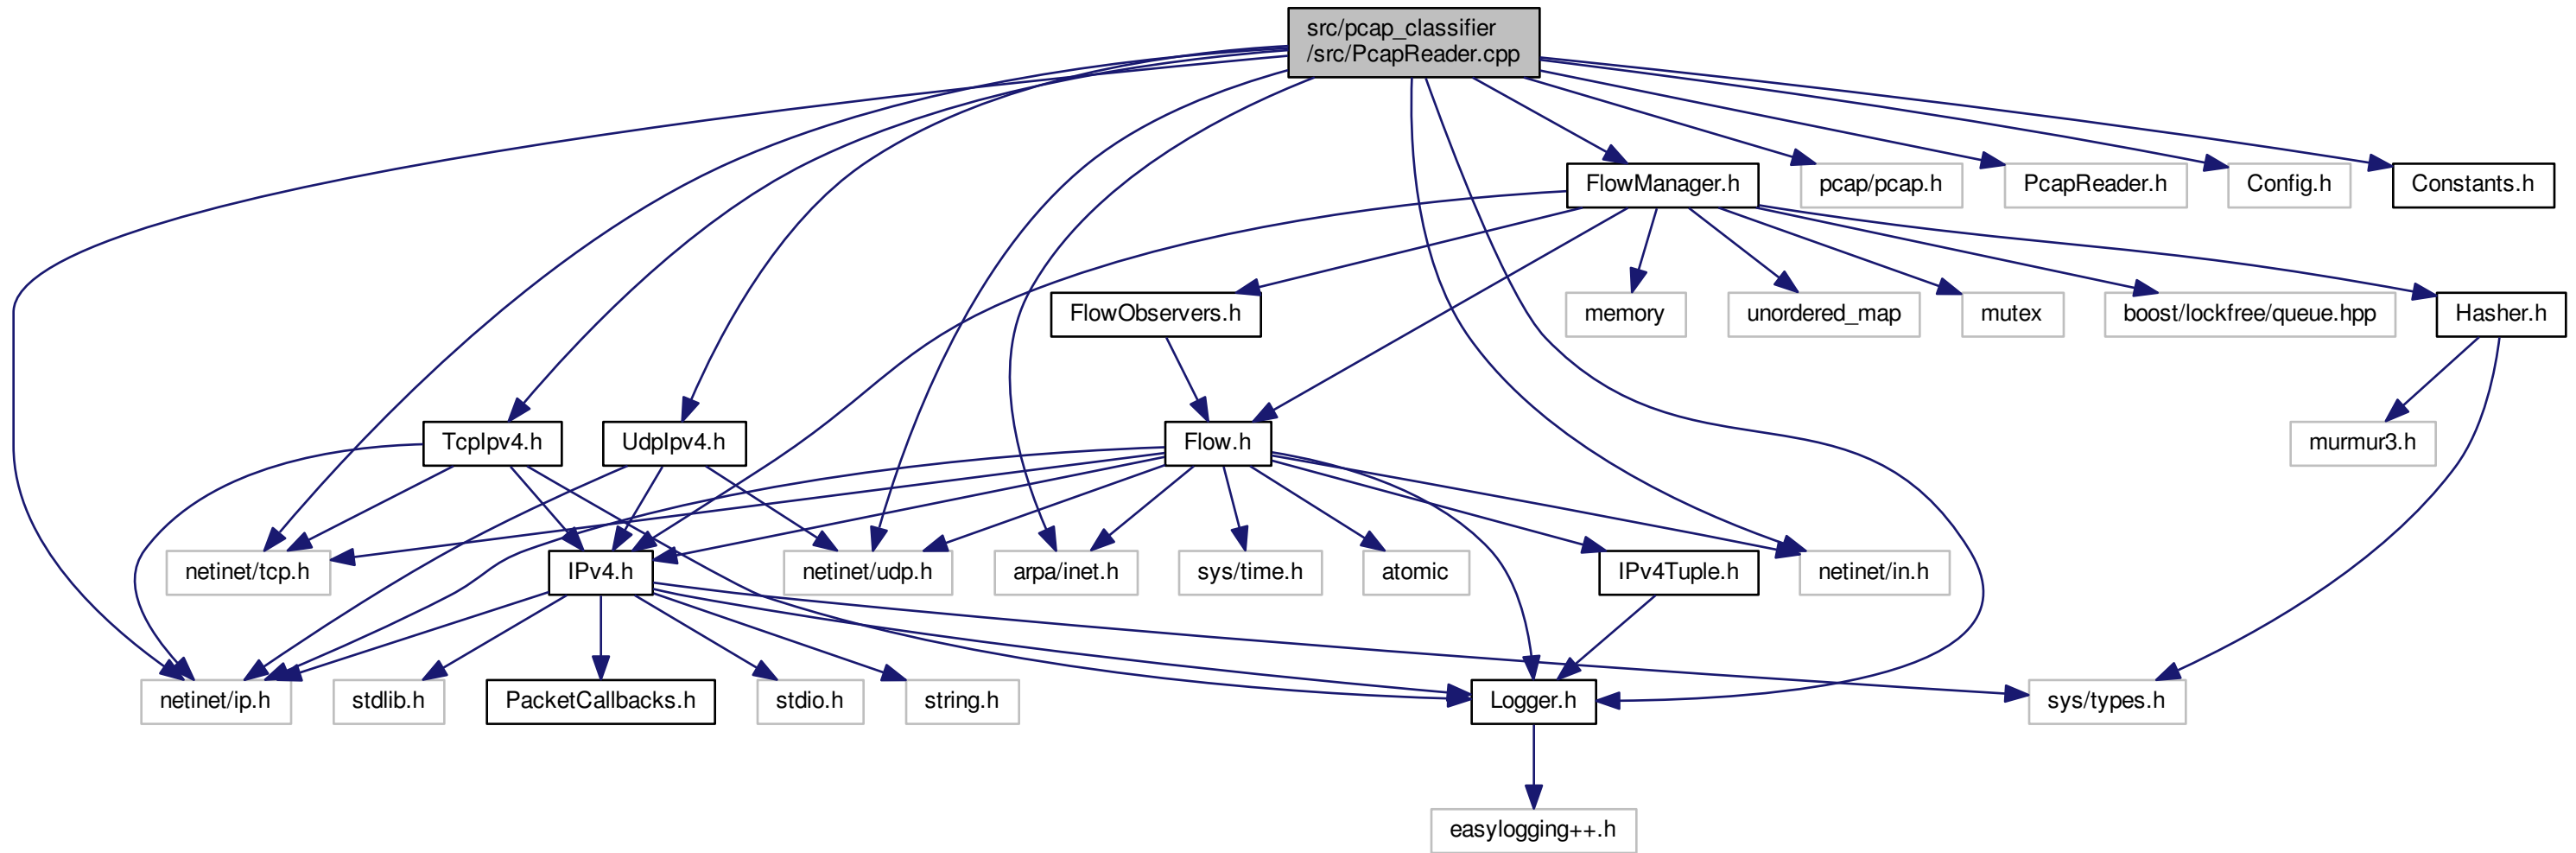 src/pcap_classifier
/src/PcapReader.cpp
FlowManager.h
pcap/pcap.h
PcapReader.h
Config.h
Constants.h
FlowObservers.h
memory
unordered_map
mutex
boost/lockfree/queue.hpp
Hasher.h
TcpIpv4.h
UdpIpv4.h
Flow.h
murmur3.h
netinet/tcp.h
IPv4.h
netinet/udp.h
arpa/inet.h
sys/time.h
atomic
IPv4Tuple.h
netinet/in.h
netinet/ip.h
stdlib.h
PacketCallbacks.h
stdio.h
string.h
Logger.h
sys/types.h
easylogging++.h